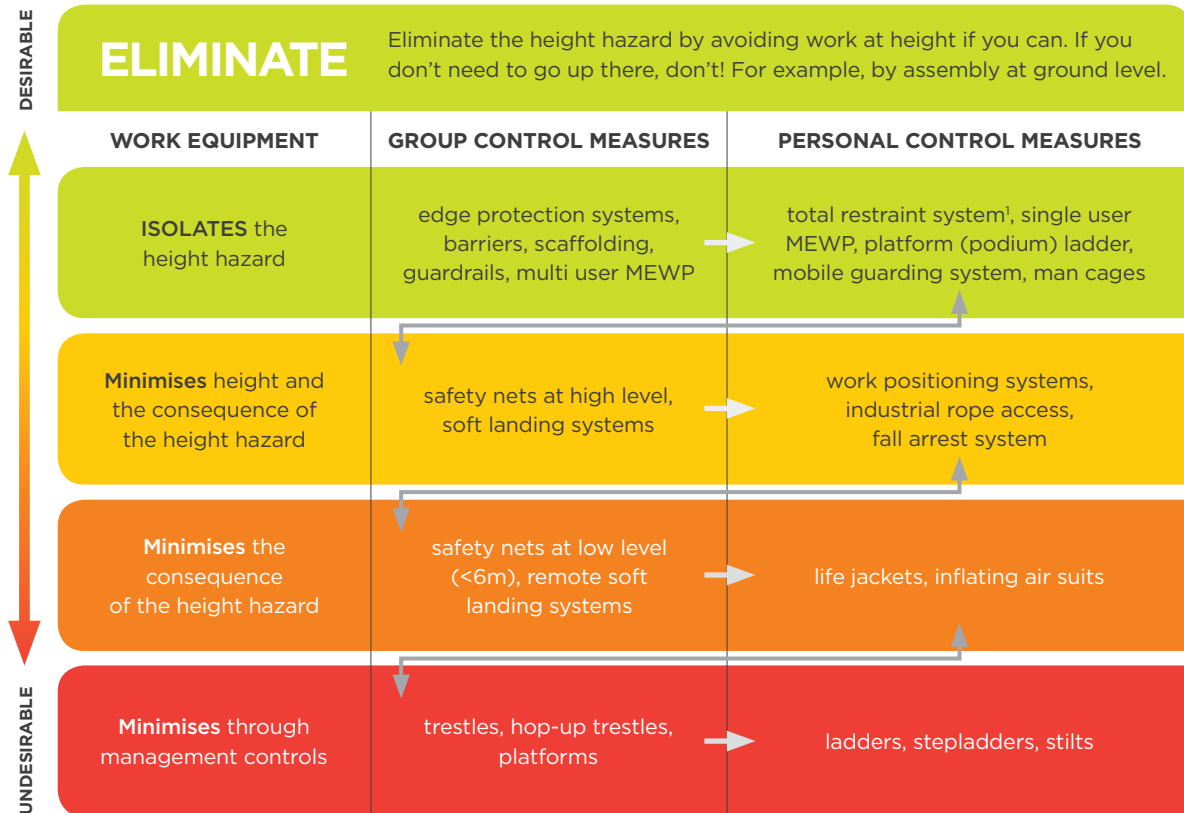 DESIRABLE
ELIMINATE
Eliminate the height hazard by avoiding work at height if you can. If you
don’t need to go up there, don’t! For example, by assembly at ground level.
WORK EQUIPMENT
GROUP CONTROL MEASURES
PERSONAL CONTROL MEASURES
ISOLATES the
height hazard
edge protection systems,
barriers, scaffolding,
guardrails, multi user MEWP
total restraint system¹, single user
MEWP, platform (podium) ladder,
mobile guarding system, man cages
Minimises height and
the consequence of
the height hazard
safety nets at high level,
soft landing systems
work positioning systems,
industrial rope access,
fall arrest system
Minimises the
consequence
of the height hazard
safety nets at low level
(<6m), remote soft
landing systems
life jackets, inflating air suits
Minimises through
management controls
trestles, hop-up trestles,
platforms
ladders, stepladders, stilts
UNDESIRABLE